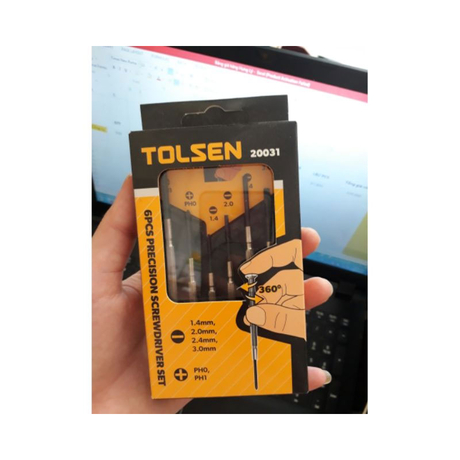 TOLSEN 20031
PH0
2.0
1.4
360°
6PCS PRECISION SCREWDRIVER SET
1.4mm,
2.0mm,
2.4mm,
3.0mm
PH0,
PH1